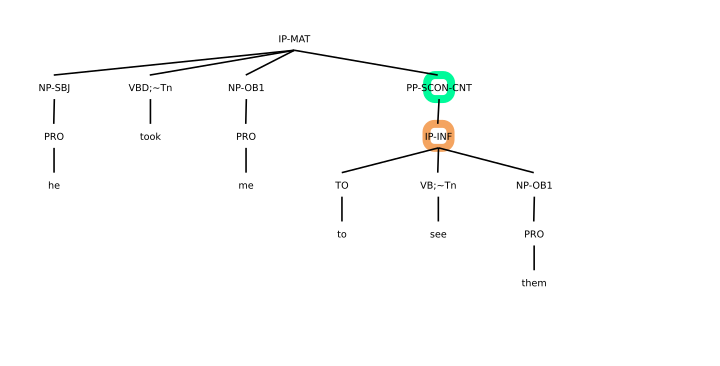 IP-MAT
NP-SBJ VBD;~Tn NP-OB1 PP-SCON-CNT
PRO took PRO IP-INF
he me TO VB;~Tn NP-OB1
to see PRO
them